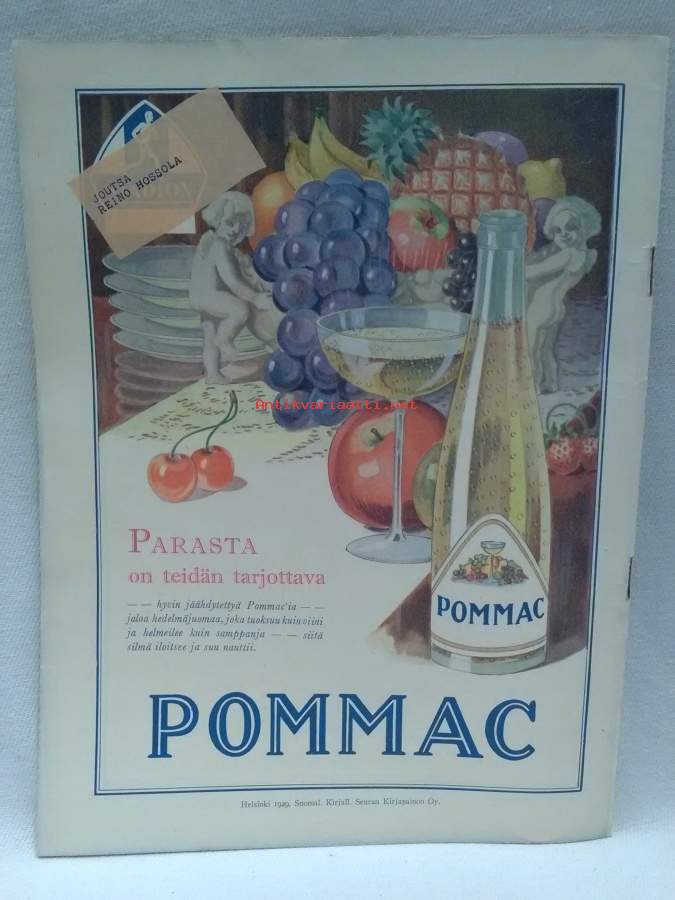 JOUTSA
REINO HOSSOLA
Antikvariaatti.net
PARASTA
on teidän tarjottava
— — hyvin jäähdytettyä Pommac'ia — —
jaloa hedelmäjuomaa, joka tuoksuu kuin viini
ja helmeilee kuin samppanja — — siitä
silmä iloitsee ja suu nauttii.
POMMAC
POMMAC
Helsinki 1929, Suomal. Kirjall. Seuran Kirjapainon Oy.